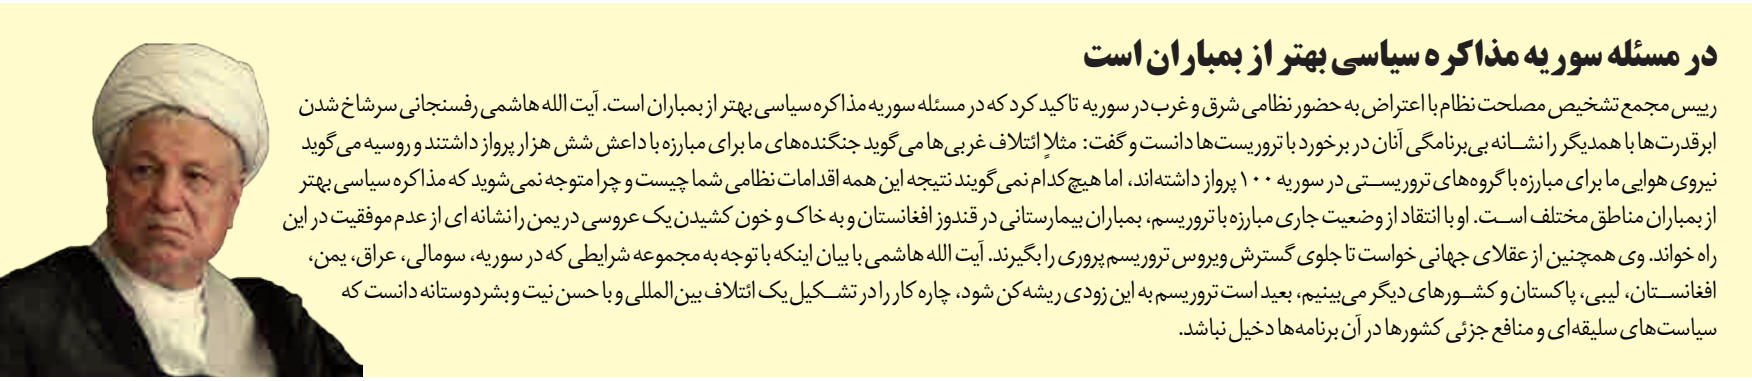 در مسئله سوریه مذاکره سیاسی بهتر از بمباران است
رییس مجمع تشخیص مصلحت نظام با اعتراض به حضور نظامی شرق و غرب در سوریه تاکید کرد که در مسئله سوریه مذاکره سیاسی بهتر از بمباران است. آیت الله هاشمی رفسنجانی سرشاخ شدن
ابرقدرت‌ها با همدیگر را نشانه بی‌برنامگی آنان در برخورد با تروریست‌ها دانست و گفت: مثلاٍ ائتلاف غربی‌ها می‌گوید جنگنده‌های ما برای مبارزه با داعش شش هزار پرواز داشتند و روسیه می‌گوید
نیروی هوایی ما برای مبارزه با گروه‌های تروریستی در سوریه ۱۰۰ پرواز داشته‌اند، اما هیچ‌کدام نمی‌گویند نتیجه این همه اقدامات نظامی شما چیست و چرا متوجه نمی‌شوید که مذاکره سیاسی بهتر
از بمباران مناطق مختلف است. او با انتقاد از وضعیت جاری مبارزه با تروریسم، بمباران بیمارستانی در قندوز افغانستان و به خاک و خون کشیدن یک عروسی در یمن را نشانه ای از عدم موفقیت در این
راه خواند. وی همچنین از عقلای جهانی خواست تا جلوی گسترش ویروس تروریسم پروری را بگیرند. آیت الله هاشمی با بیان اینکه با توجه به مجموعه شرایطی که در سوریه، سومالی، عراق، یمن،
افغانستان، لیبی، پاکستان و کشورهای دیگر می‌بینیم، بعید است تروریسم به این زودی ریشه‌کن شود، چاره کار را در تشکیل یک ائتلاف بین‌المللی و با حسن نیت و بشردوستانه دانست که
سیاست‌های سلیقه‌ای و منافع جزئی کشورها در آن برنامه‌ها دخیل نباشد.